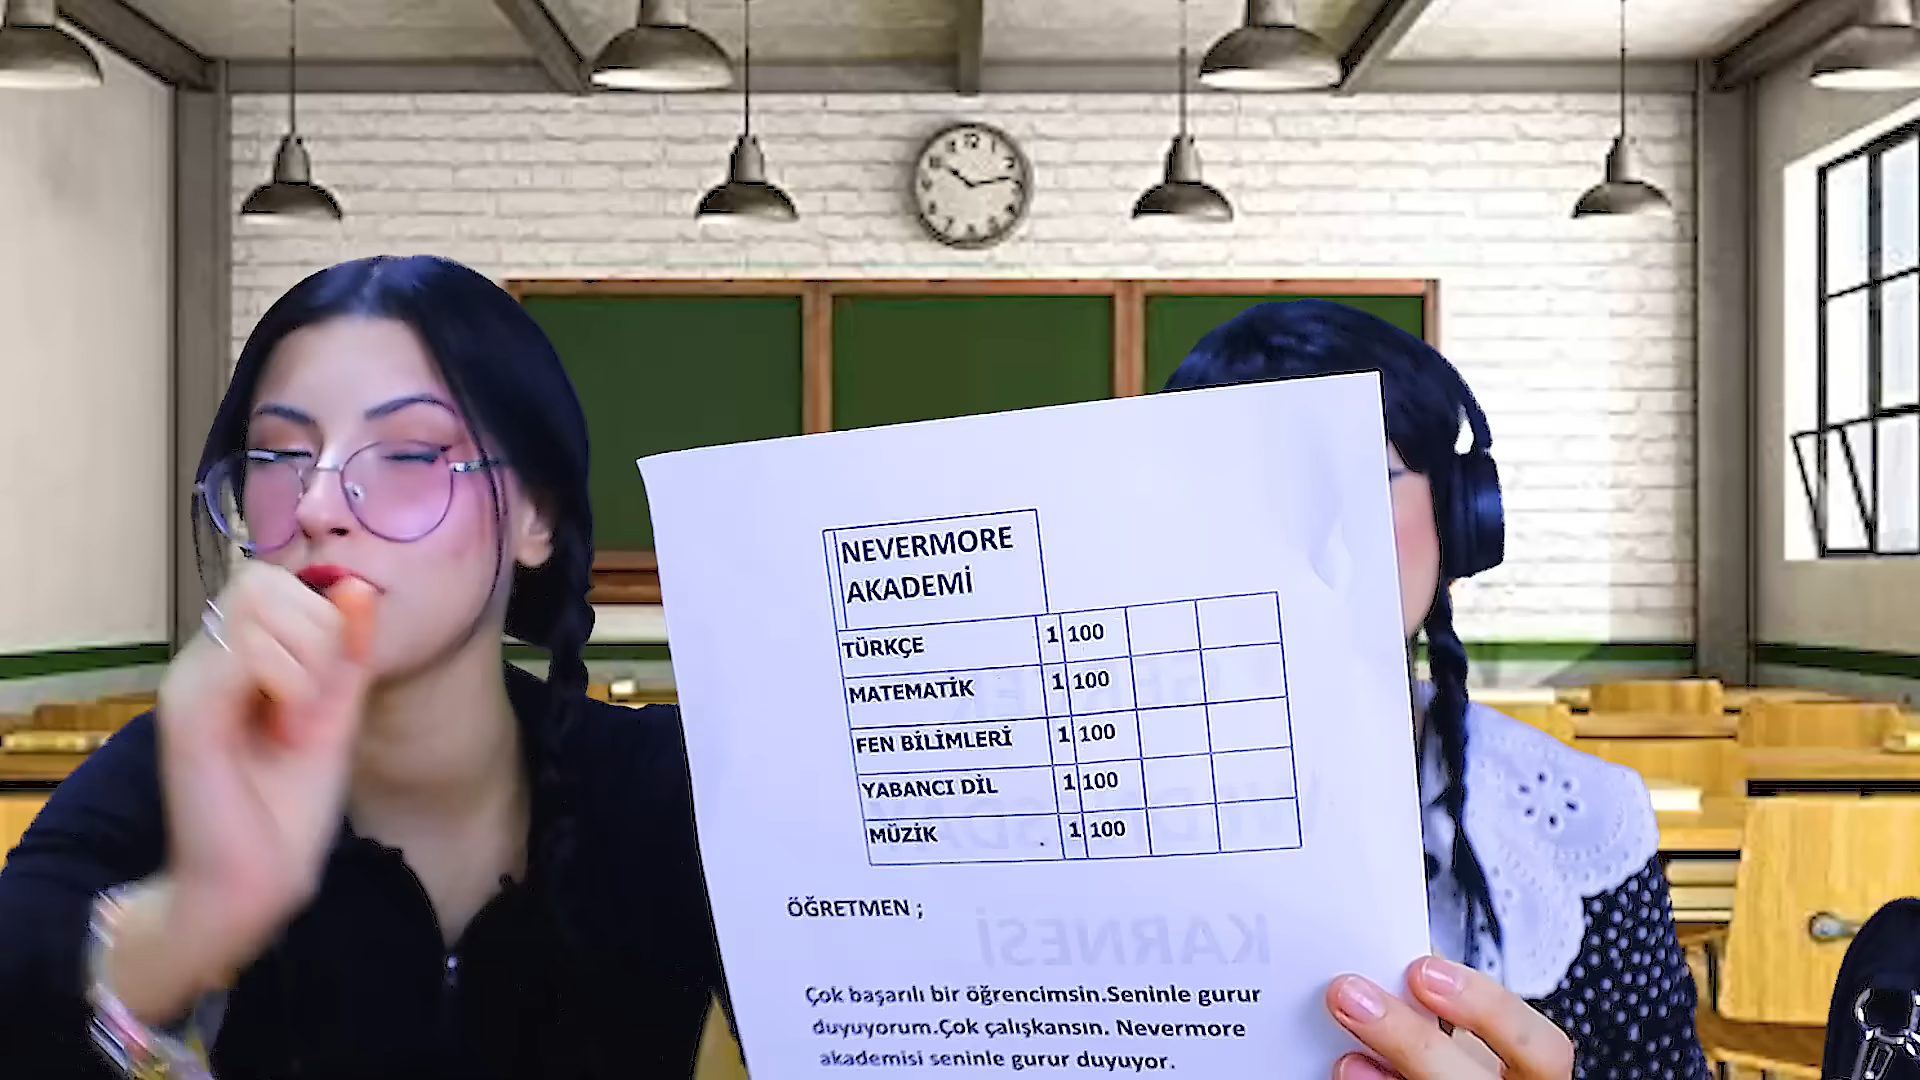 NEVERMORE
AKADEMİ
TÜRKÇE 1 100
MATEMATİK 1 100
FEN BİLİMLERİ 1 100
YABANCI DİL 1 100
MÜZİK 1 100
ÖĞRETMEN ;
KARNESİ
Çok başarılı bir öğrencimsin.Seninle gurur
duyuyorum.Çok çalışkansın. Nevermore
akademisi seninle gurur duyuyor.